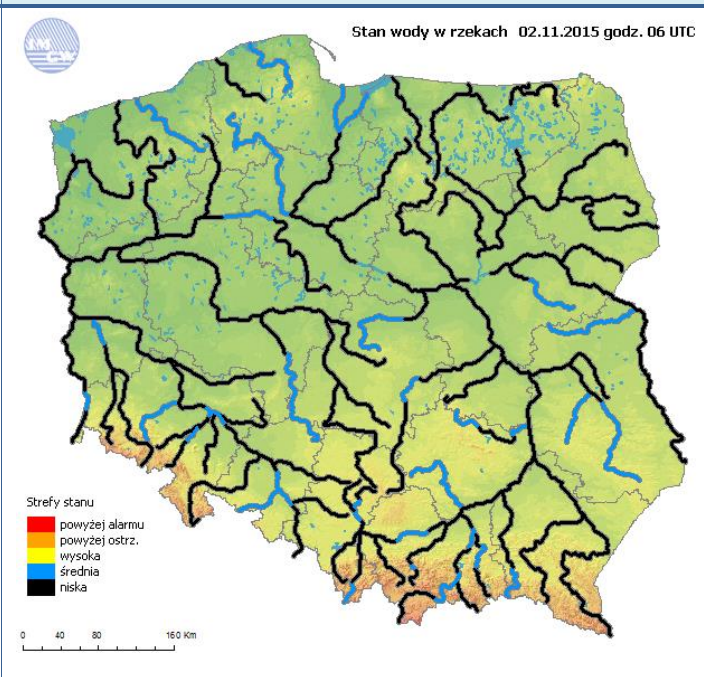 Stan wody w rzekach 02.11.2015 godz. 06 UTC
Strefy stanu
powyżej alarmu
powyżej ostrz.
wysoka
średnia
niska
0 40 80 160 Km